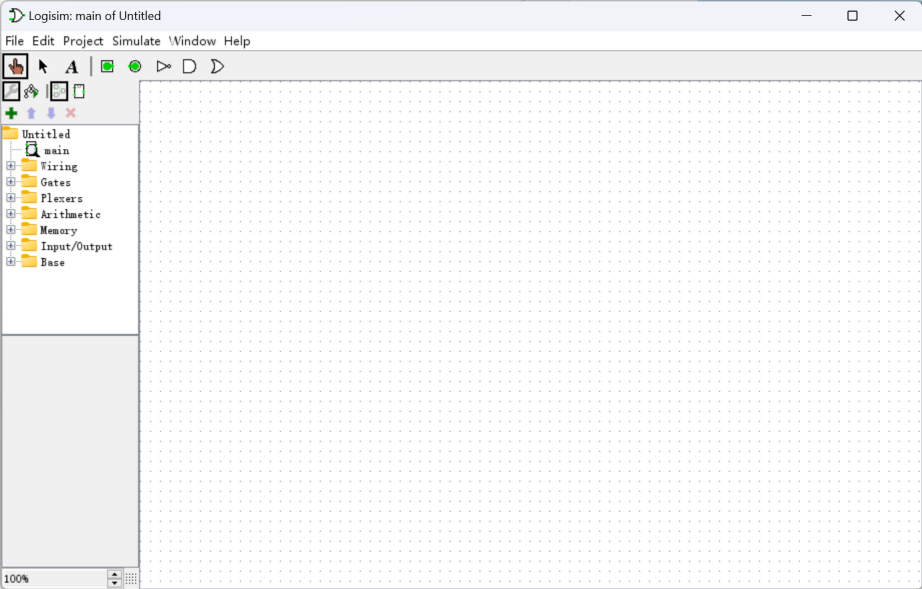 Logisim: main of Untitled
File Edit Project Simulate Window Help
A
Untitled
main
Wiring
Gates
Plexers
Arithmetic
Memory
Input/Output
Base
100%